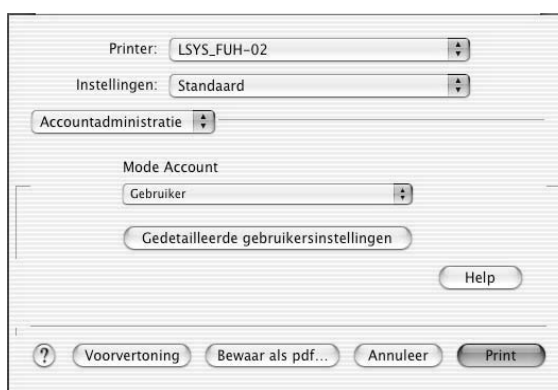 Printer: LSYS_FUH-02
Instellingen: Standaard
Accountadministratie
Mode Account
Gebruiker
Gedetailleerde gebruikersinstellingen
Help
? Voorvertoning Bewaar als pdf... Annuleer Print